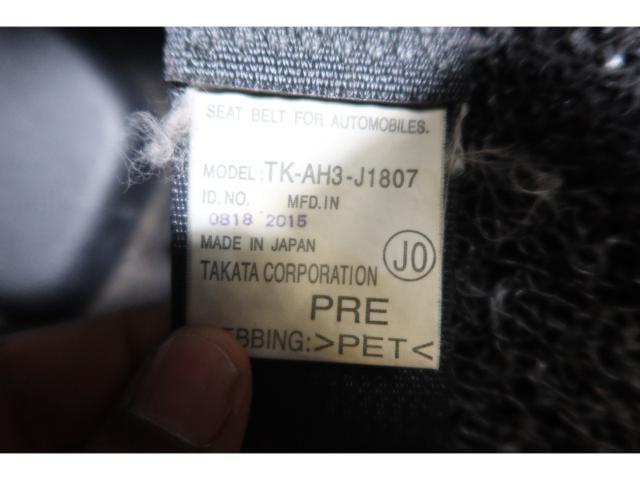 SEAT BELT FOR AUTOMOBILES.
MODEL:TK-AH3-J1807
ID.NO. MFD.IN
0818 2015
MADE IN JAPAN
JO
TAKATA CORPORATION
PRE
EBBING:>PET<